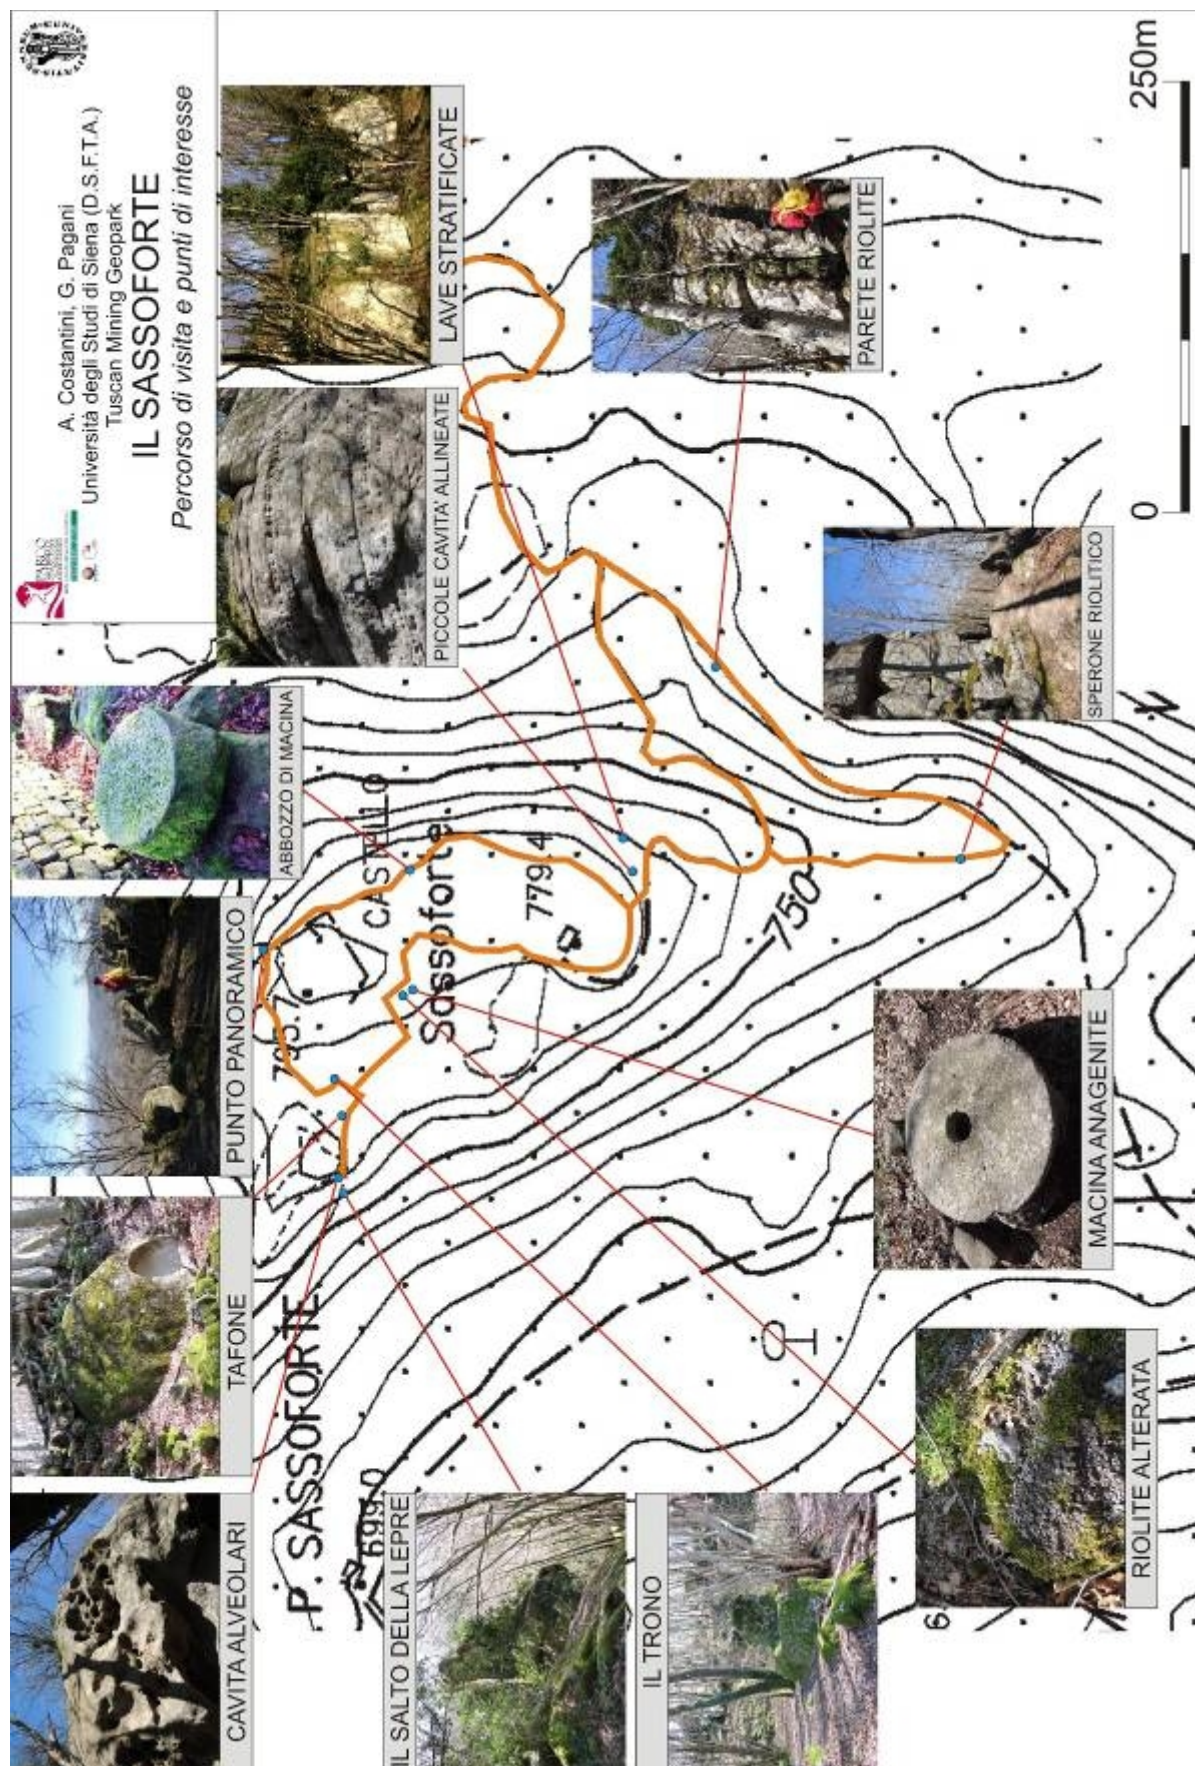 A. Costantini, G. Pagani
Università degli Studi di Siena (D.S.F.T.A.)
Tuscan Mining Geopark
IL SASSOFORTE
Percorso di visita e punti di interesse
CAVITA ALVEOLARI
TAFONE
PUNTO PANORAMICO
ABBOZZO DI MACINA
PICCOLE CAVITA' ALLINEATE
LAVE STRATIFICATE
P. SASSOFORTE
699.0
CASTELLO
Sassoforte
779.4
750
IL SALTO DELLA LEPRE
IL TRONO
RIOLITE ALTERATA
MACINA ANAGENITE
SPERONE RIOLITICO
PARETE RIOLITE
0
250m